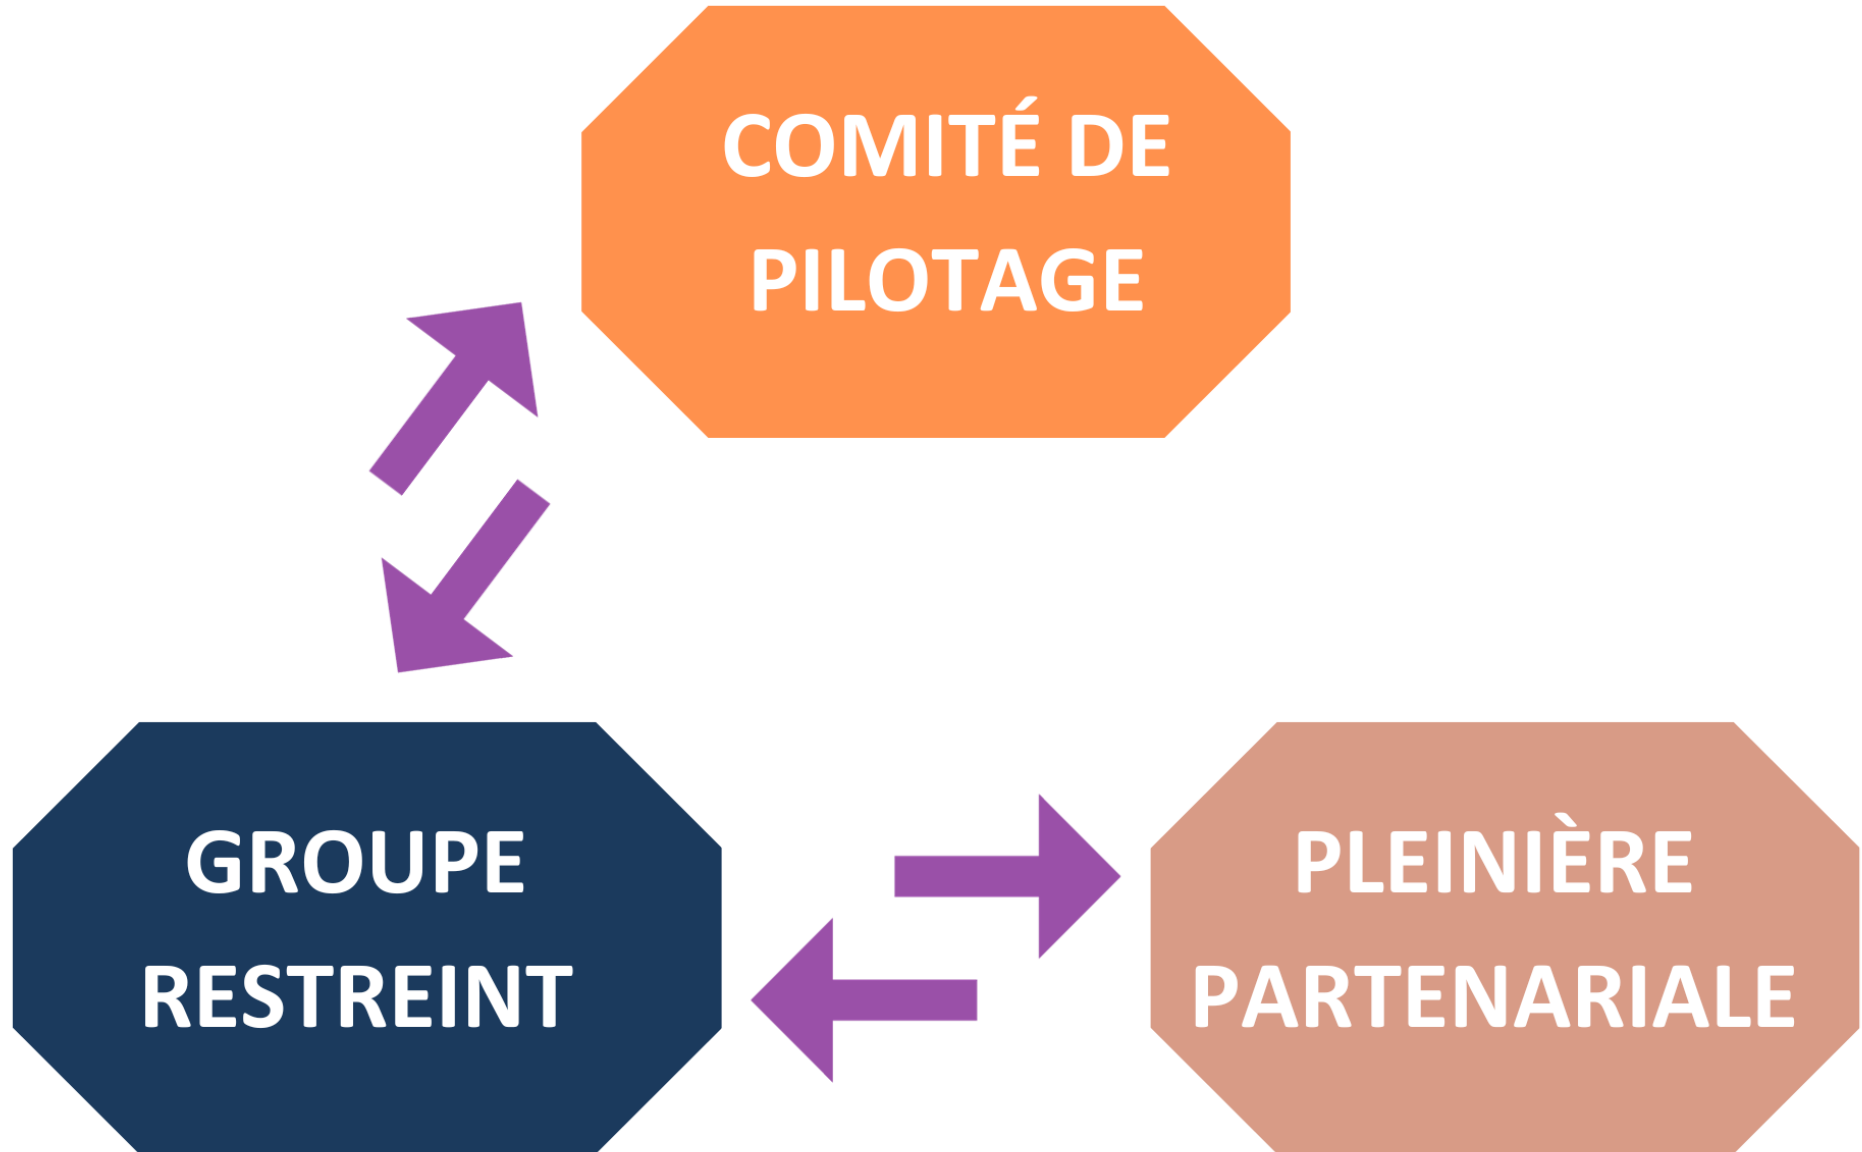 COMITÉ DE
PILOTAGE
GROUPE
RESTREINT
PLEINIÈRE
PARTENARIALE